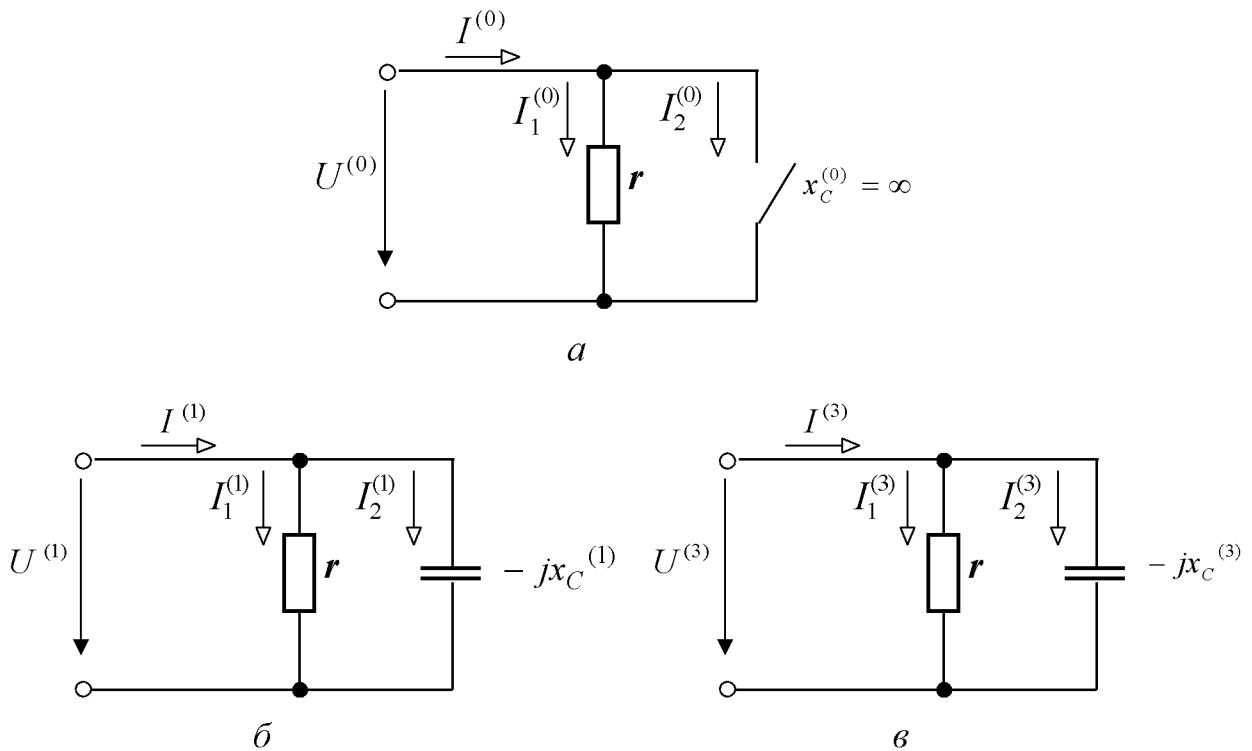 I^{(0)}
I_1^{(0)} I_2^{(0)}
U^{(0)} r x_C^{(0)} = ∞
а
I^{(1)}
I_1^{(1)} I_2^{(1)}
U^{(1)} r − jx_C^{(1)}
б
I^{(3)}
I_1^{(3)} I_2^{(3)}
U^{(3)} r − jx_C^{(3)}
в